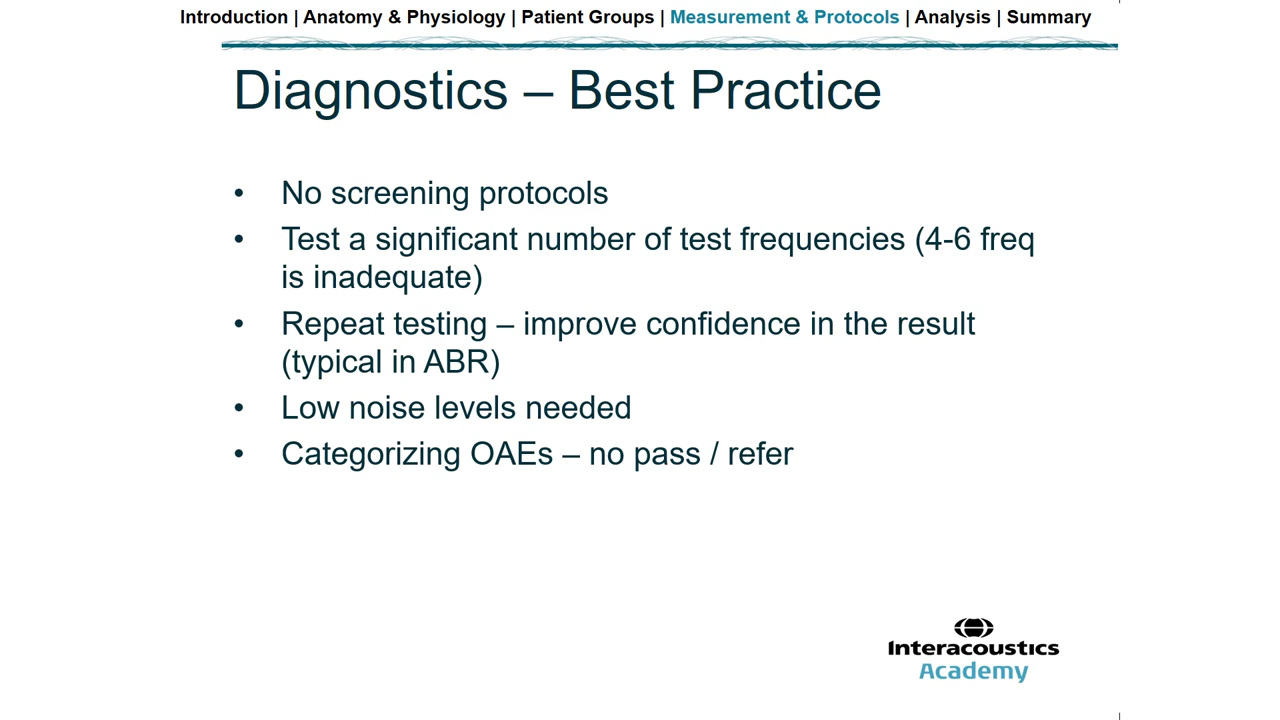 Introduction | Anatomy & Physiology | Patient Groups | Measurement & Protocols | Analysis | Summary
Diagnostics – Best Practice
• No screening protocols
• Test a significant number of test frequencies (4-6 freq
is inadequate)
• Repeat testing – improve confidence in the result
(typical in ABR)
• Low noise levels needed
• Categorizing OAEs – no pass / refer
Interacoustics
Academy